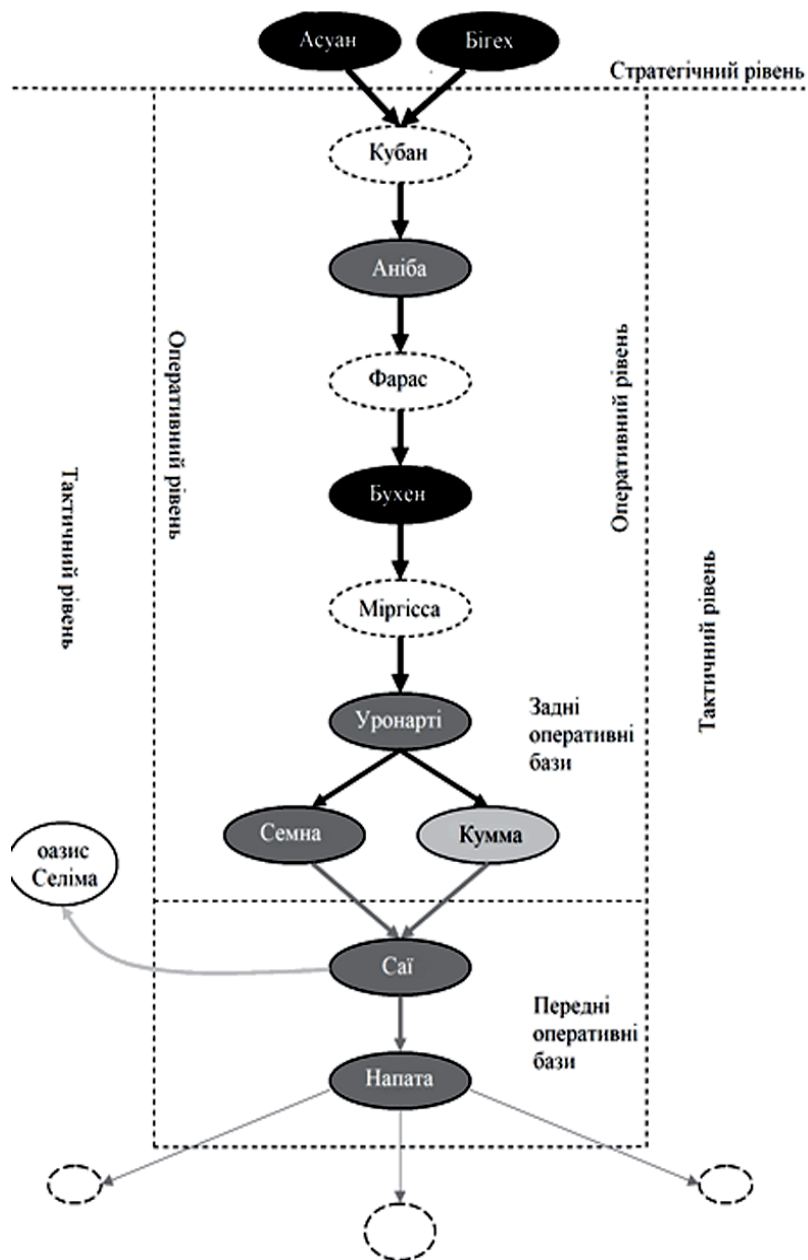 Асуан
Бігех
Стратегічний рівень
Кубан
Аніба
Оперативний рівень
Оперативний рівень
Фарас
Тактичний рівень
Бухен
Тактичний рівень
Міргісса
Уронарті
Задні
оперативні
бази
Семна
Кумма
оазис
Селіма
Саї
Передні
оперативні
бази
Напата